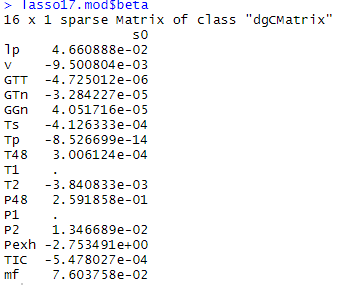 > lasso17.mod$beta
16 x 1 sparse Matrix of class "dgCMatrix"
s0
lp 4.660888e-02
v -9.500804e-03
GTT -4.725012e-06
GTn -3.284227e-05
GGn 4.051716e-05
Ts -4.126333e-04
Tp -8.526699e-14
T48 3.006124e-04
T1 .
T2 -3.840833e-03
P48 2.591858e-01
P1 .
P2 1.346689e-02
Pexh -2.753491e+00
TIC -5.478027e-04
mf 7.603758e-02